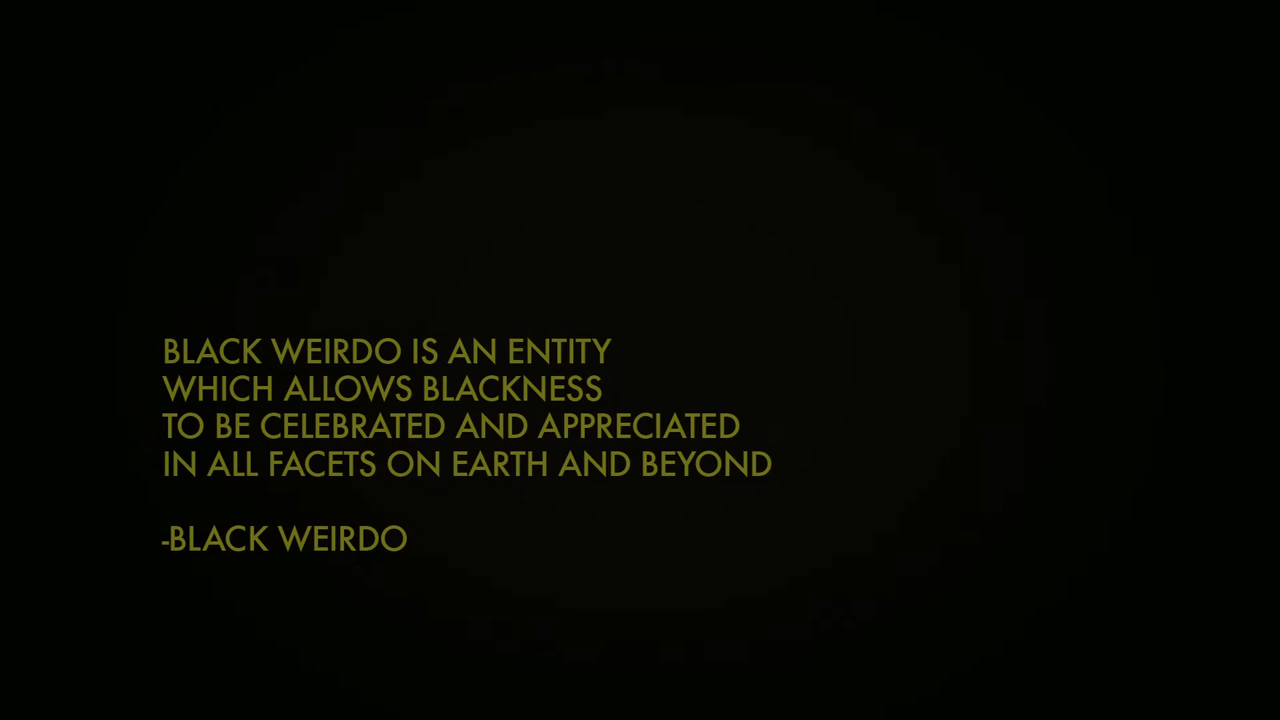 BLACK WEIRDO IS AN ENTITY
WHICH ALLOWS BLACKNESS
TO BE CELEBRATED AND APPRECIATED
IN ALL FACETS ON EARTH AND BEYOND
-BLACK WEIRDO